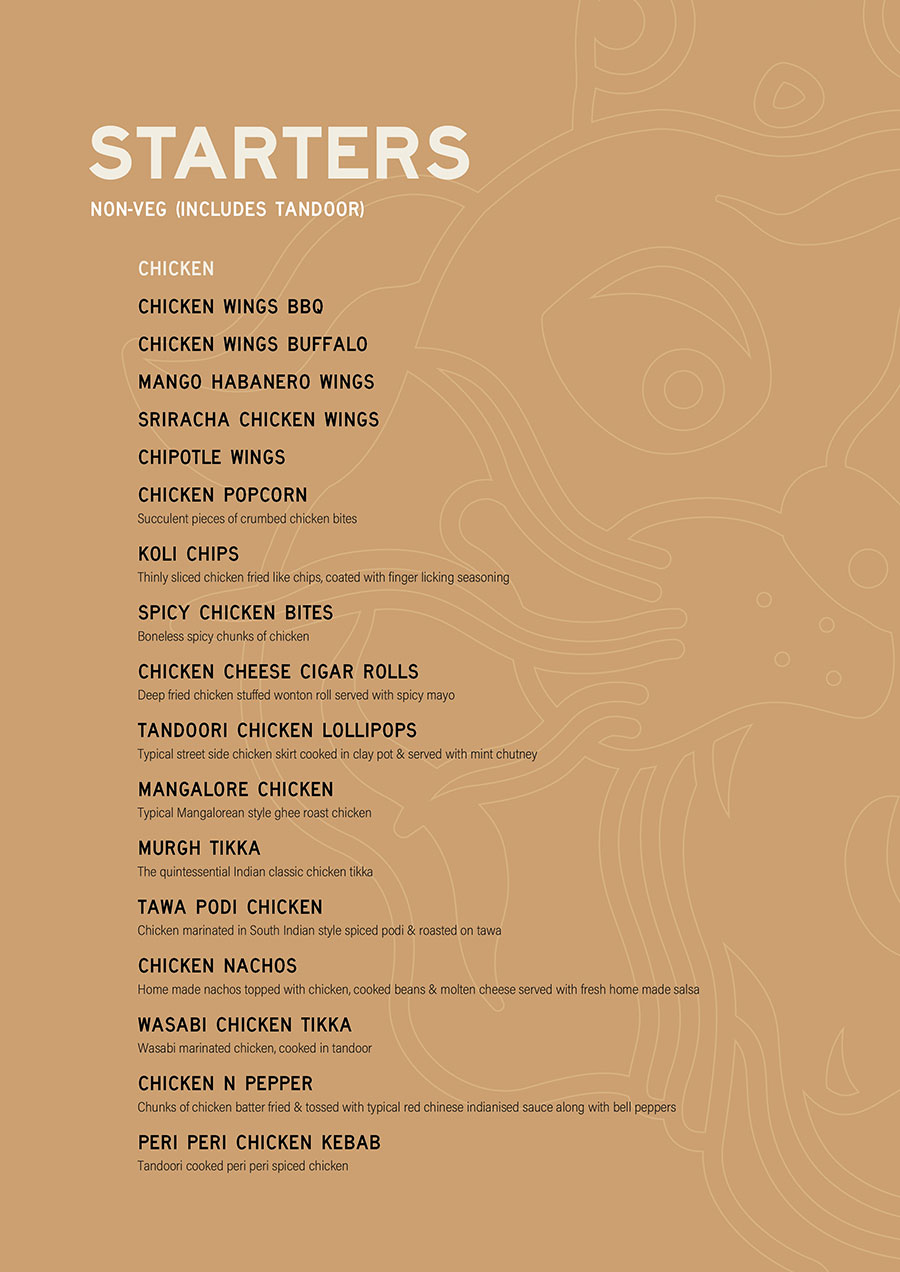 STARTERS
NON-VEG (INCLUDES TANDOOR)
CHICKEN
CHICKEN WINGS BBQ
CHICKEN WINGS BUFFALO
MANGO HABANERO WINGS
SRIRACHA CHICKEN WINGS
CHIPOTLE WINGS
CHICKEN POPCORN
Succulent pieces of crumbed chicken bites
KOLI CHIPS
Thinly sliced chicken fried like chips, coated with finger licking seasoning
SPICY CHICKEN BITES
Boneless spicy chunks of chicken
CHICKEN CHEESE CIGAR ROLLS
Deep fried chicken stuffed wonton roll served with spicy mayo
TANDOORI CHICKEN LOLLIPOPS
Typical street side chicken skirt cooked in clay pot & served with mint chutney
MANGALORE CHICKEN
Typical Mangalorean style ghee roast chicken
MURGH TIKKA
The quintessential Indian classic chicken tikka
TAWA PODI CHICKEN
Chicken marinated in South Indian style spiced podi & roasted on tawa
CHICKEN NACHOS
Home made nachos topped with chicken, cooked beans & molten cheese served with fresh home made salsa
WASABI CHICKEN TIKKA
Wasabi marinated chicken, cooked in tandoor
CHICKEN N PEPPER
Chunks of chicken batter fried & tossed with typical red chinese indianised sauce along with bell peppers
PERI PERI CHICKEN KEBAB
Tandoori cooked peri peri spiced chicken